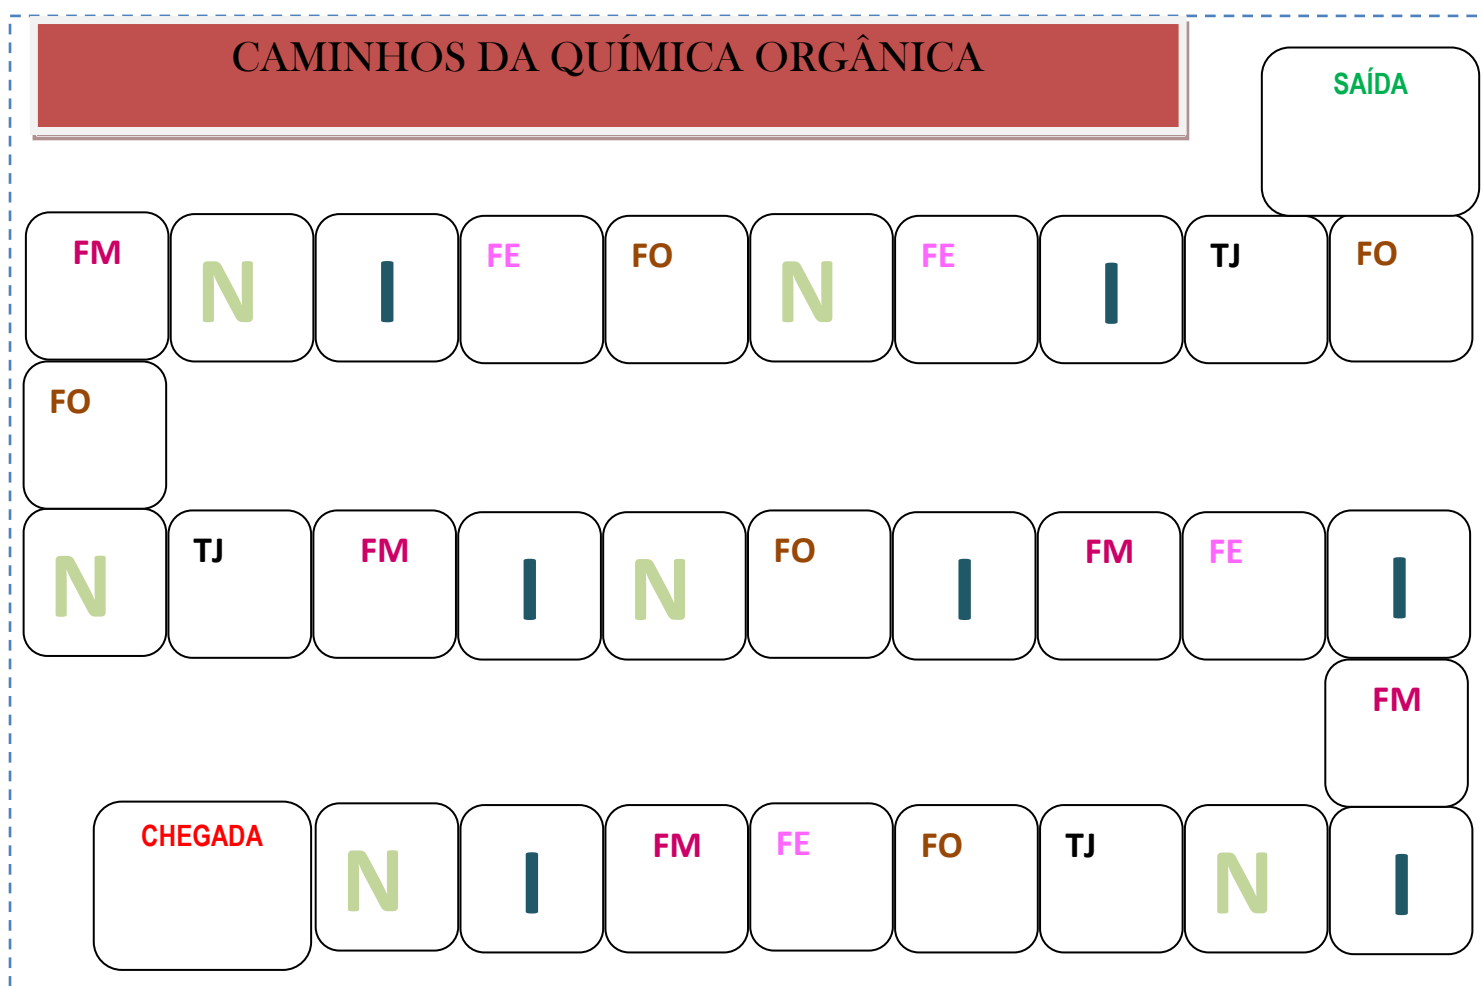 CAMINHOS DA QUÍMICA ORGÂNICA
SAÍDA
FM N I FE FO N FE I TJ FO
FO
N TJ FM I N FO I FM FE I
FM
CHEGADA N I FM FE FO TJ N I